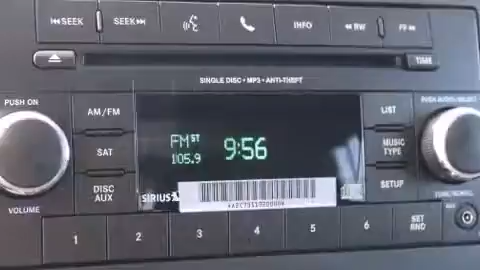 |◀◀ SEEK
SEEK ▶▶|
INFO
◀◀ RW
FF ▶▶
TIME
SINGLE DISC • MP3 • ANTI-THEFT
PUSH ON
PUSH AUDIO/SELECT
AM/FM
LIST
FM ST
105.9
9:56
SAT
MUSIC
TYPE
DISC
AUX
SIRIUS
SETUP
VOLUME
TUNE/SCROLL
1
2
3
4
5
6
SET
RND